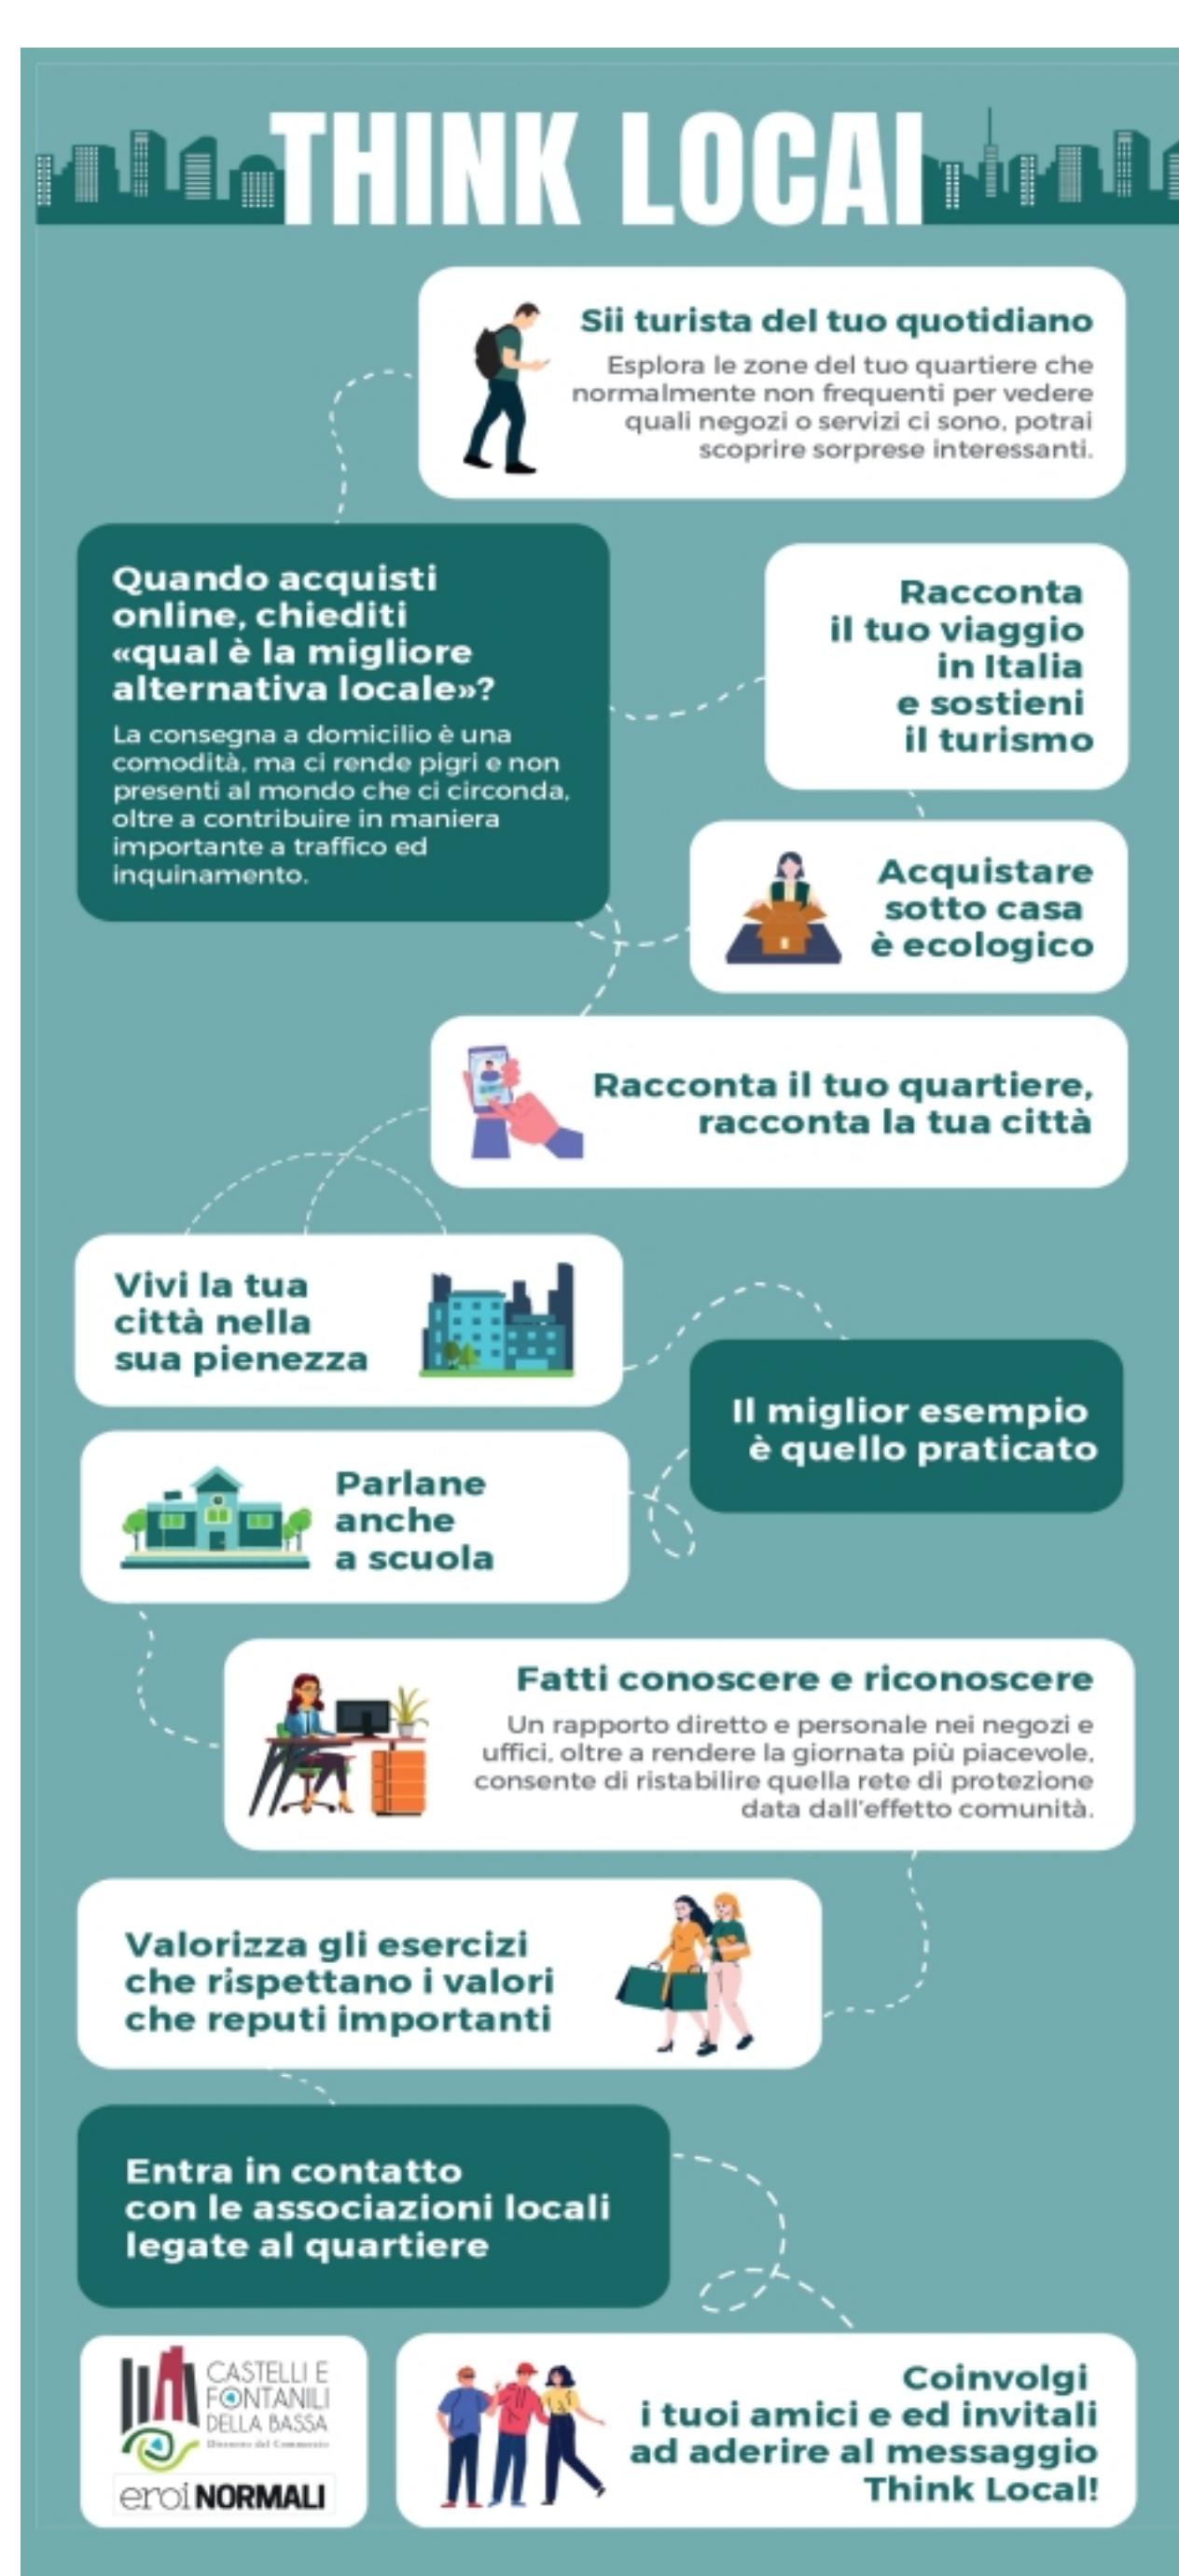 THINK LOCAL
Sii turista del tuo quotidiano
Esplora le zone del tuo quartiere che
normalmente non frequenti per vedere
quali negozi o servizi ci sono, potrai
scoprire sorprese interessanti.
Quando acquisti
online, chiediti
«qual è la migliore
alternativa locale»?
La consegna a domicilio è una
comodità, ma ci rende pigri e non
presenti al mondo che ci circonda,
oltre a contribuire in maniera
importante a traffico ed
inquinamento.
Racconta
il tuo viaggio
in Italia
e sostieni
il turismo
Acquistare
sotto casa
è ecologico
Racconta il tuo quartiere,
racconta la tua città
Vivi la tua
città nella
sua pienezza
Il miglior esempio
è quello praticato
Parlane
anche
a scuola
Fatti conoscere e riconoscere
Un rapporto diretto e personale nei negozi e
uffici, oltre a rendere la giornata più piacevole,
consente di ristabilire quella rete di protezione
data dall'effetto comunità.
Valorizza gli esercizi
che rispettano i valori
che reputi importanti
Entra in contatto
con le associazioni locali
legate al quartiere
CASTELLI E
FONTANILI
DELLA BASSA
Distretto del Commercio
eroi NORMALI
Coinvolgi
i tuoi amici e ed invitali
ad aderire al messaggio
Think Local!